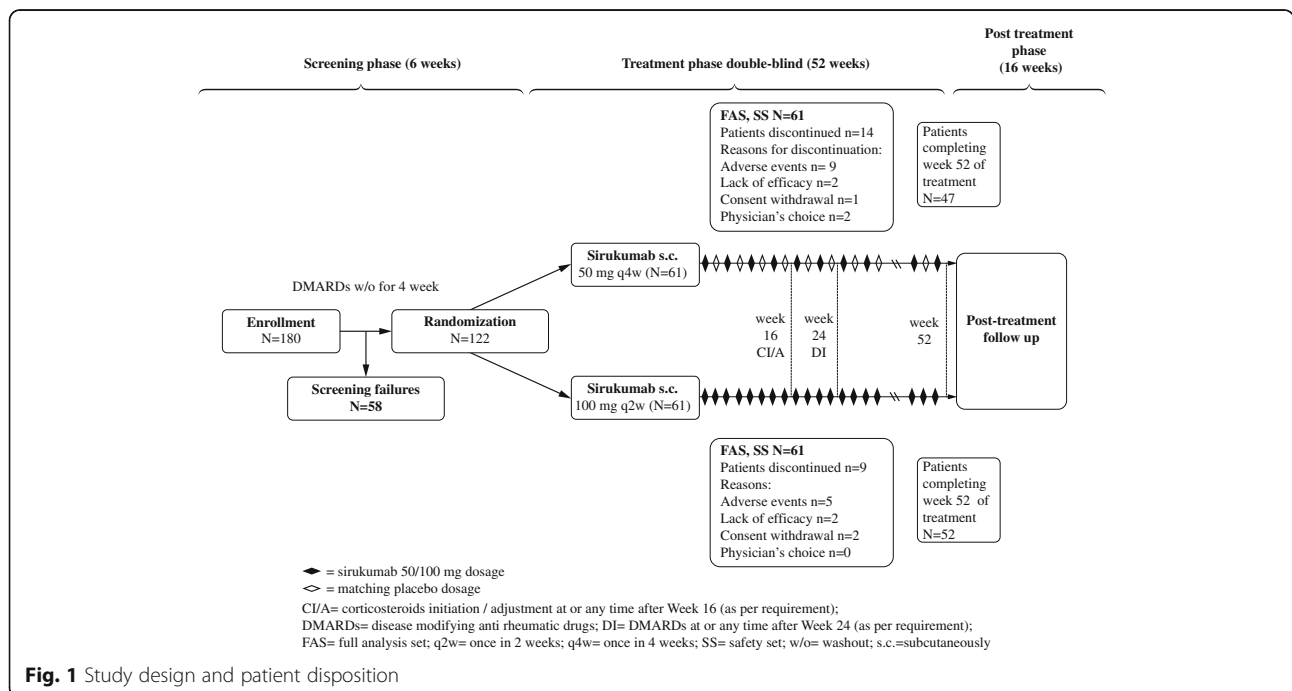 Screening phase (6 weeks)
Treatment phase double-blind (52 weeks)
Post treatment
phase
(16 weeks)
FAS, SS N=61
Patients discontinued n=14
Reasons for discontinuation:
Adverse events n= 9
Lack of efficacy n=2
Consent withdrawal n=1
Physician's choice n=2
Patients
completing
week 52 of
treatment
N=47
Sirukumab s.c.
50 mg q4w (N=61)
DMARDs w/o for 4 week
Enrollment
N=180
Randomization
N=122
Screening failures
N=58
week
16
CI/A
week
24
DI
week
52
Post-treatment
follow up
Sirukumab s.c.
100 mg q2w (N=61)
FAS, SS N=61
Patients discontinued n=9
Reasons:
Adverse events n=5
Lack of efficacy n=2
Consent withdrawal n=2
Physician's choice n=0
Patients
completing
week 52 of
treatment
N=52
= sirukumab 50/100 mg dosage
= matching placebo dosage
CI/A= corticosteroids initiation / adjustment at or any time after Week 16 (as per requirement);
DMARDs= disease modifying anti rheumatic drugs; DI= DMARDs at or any time after Week 24 (as per requirement);
FAS= full analysis set; q2w= once in 2 weeks; q4w= once in 4 weeks; SS= safety set; w/o= washout; s.c.=subcutaneously
Fig. 1 Study design and patient disposition